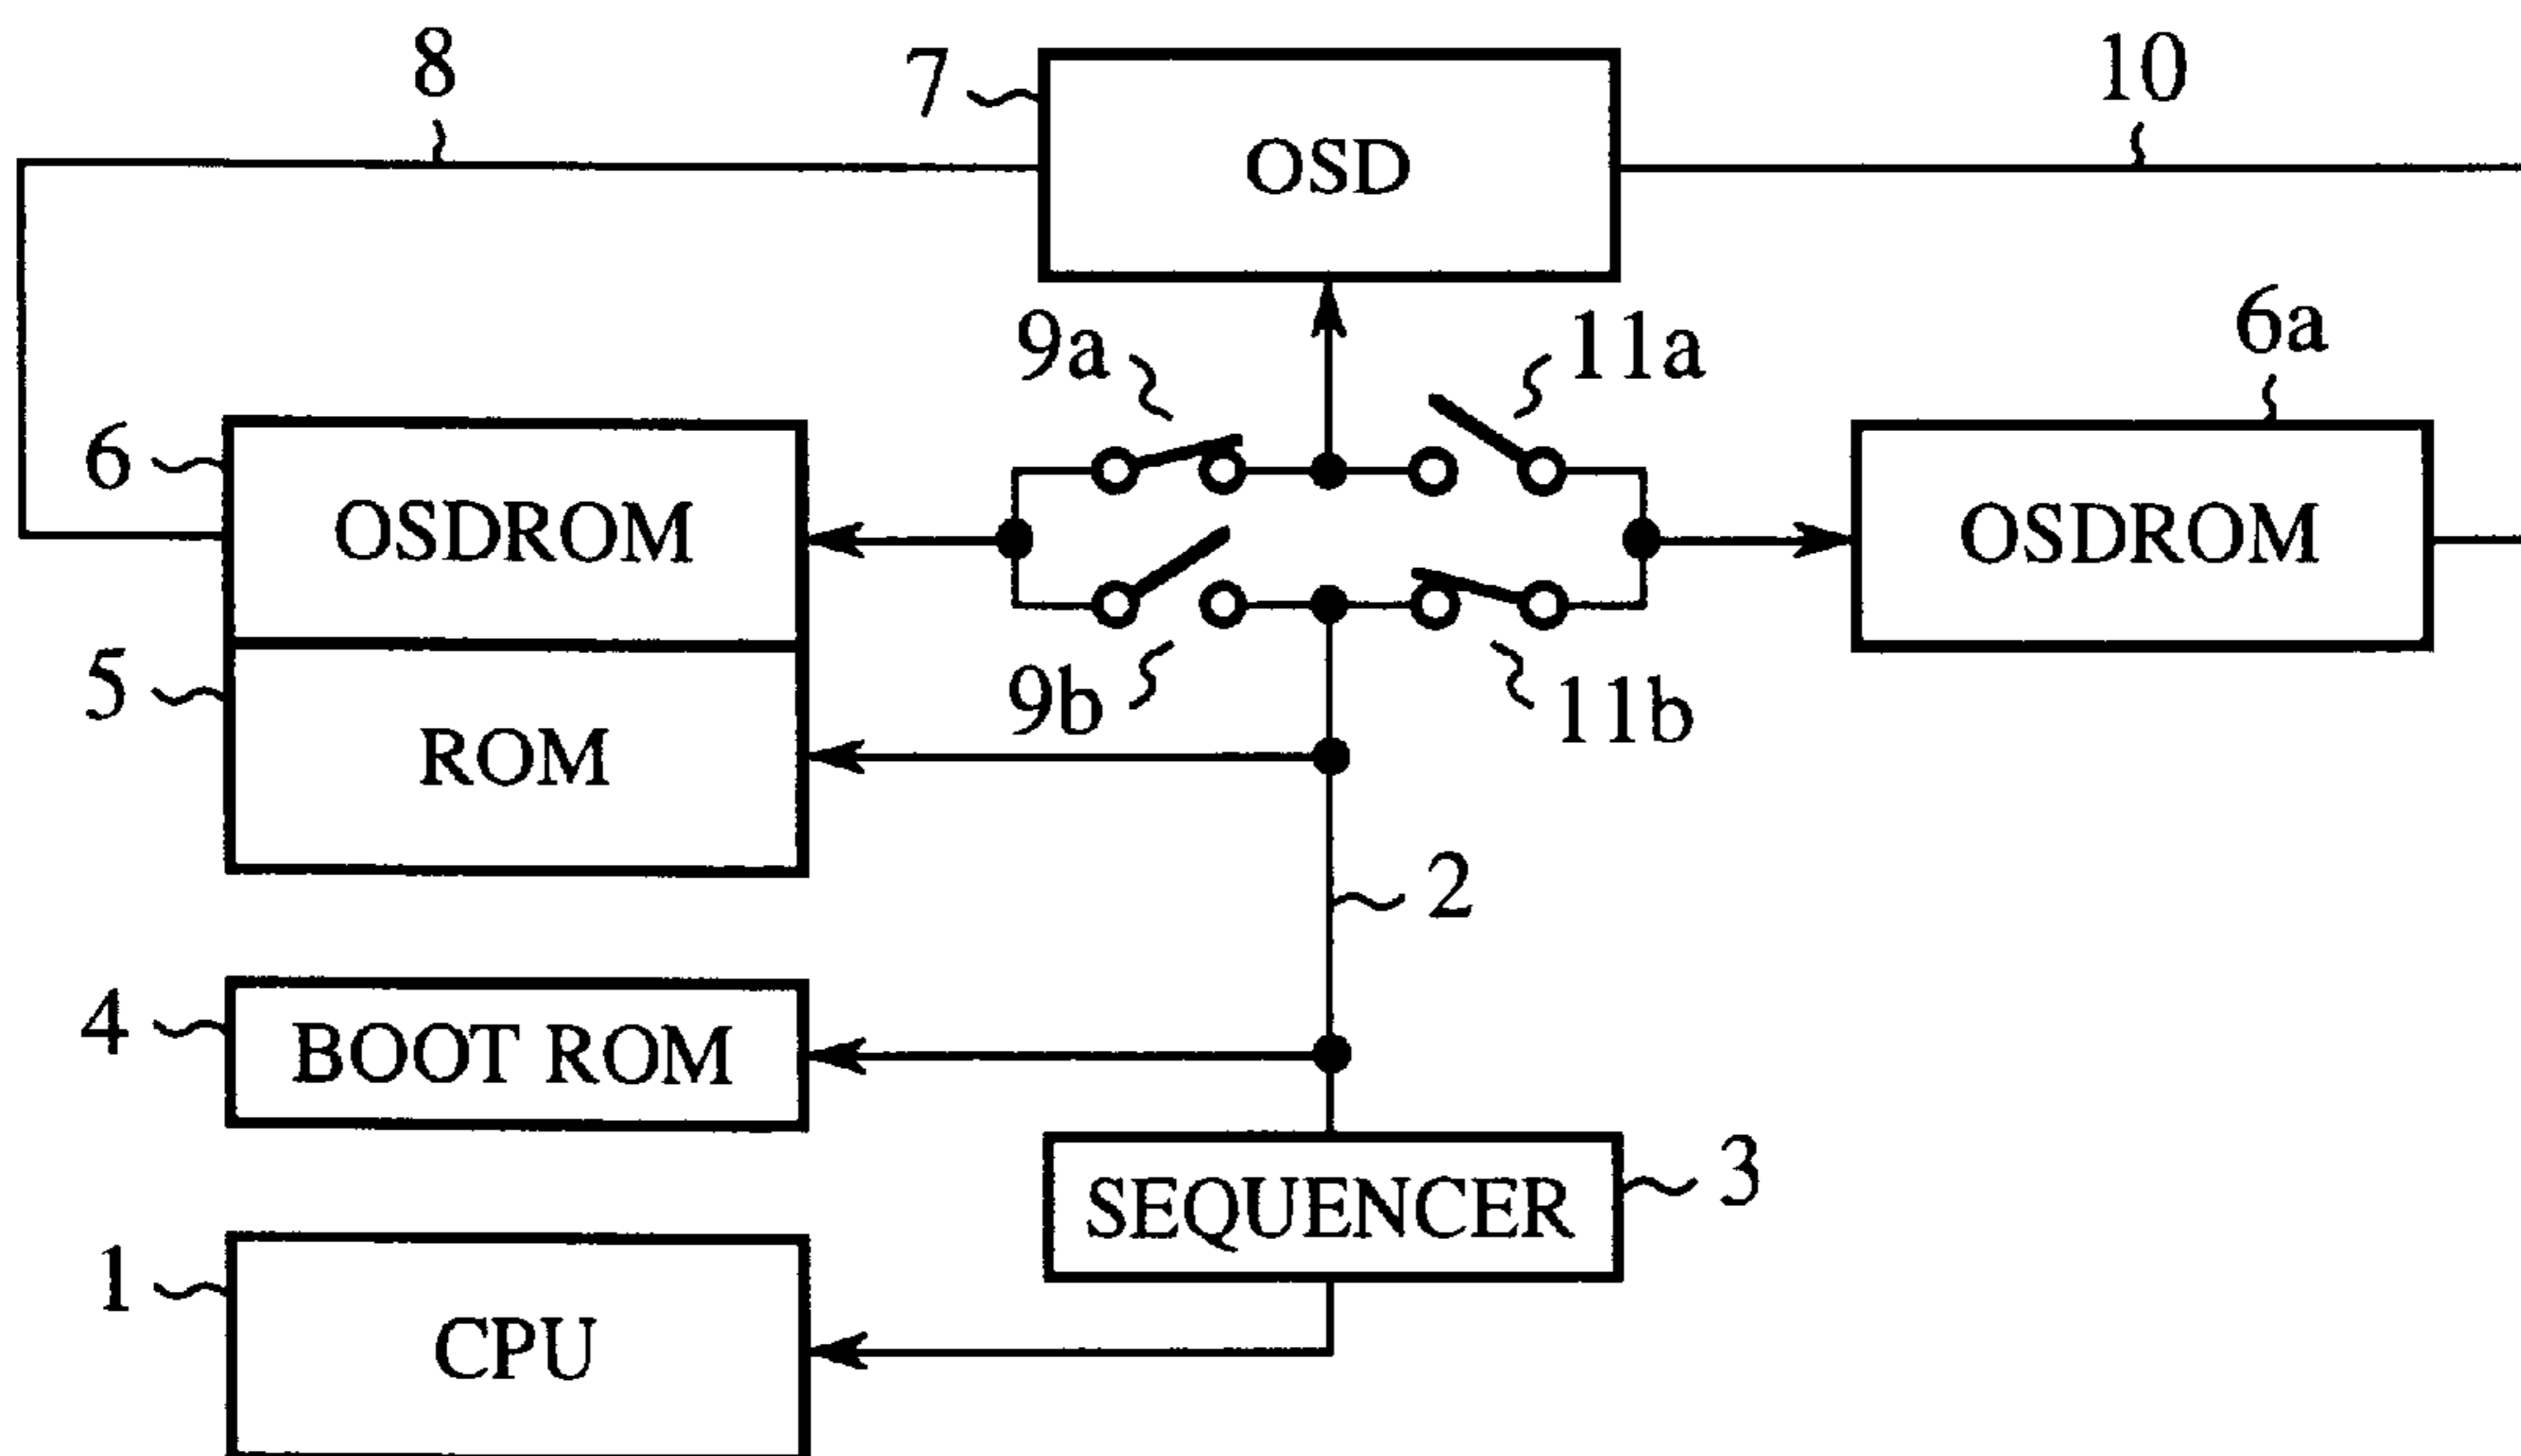 8
7
10
OSD
9a
11a
6a
6
OSDROM
OSDROM
5
9b
11b
ROM
2
4
BOOT ROM
SEQUENCER
3
1
CPU